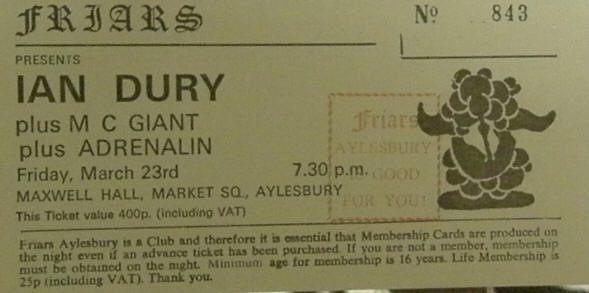 FRIARS
Nº 843
PRESENTS
IAN DURY
plus M C GIANT
plus ADRENALIN
Friday, March 23rd 7.30 p.m.
MAXWELL HALL, MARKET SQ., AYLESBURY
This Ticket value 400p. (including VAT)
Friars
AYLESBURY
IS GOOD
FOR YOU!
Friars Aylesbury is a Club and therefore it is essential that Membership Cards are produced on
the night even if an advance ticket has been purchased. If you are not a member, membership
must be obtained on the night. Minimum age for membership is 16 years. Life Membership is
25p (including VAT). Thank you.